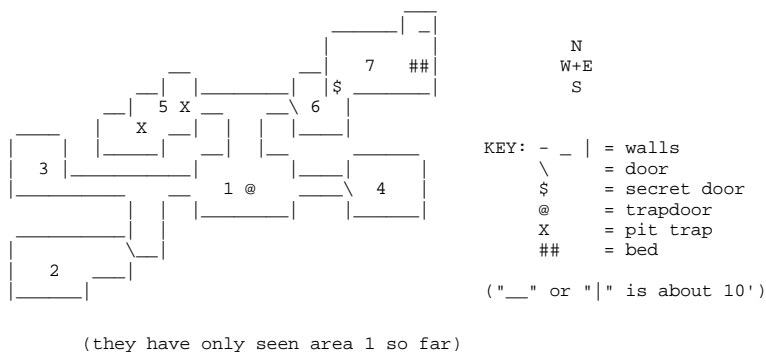 N
W+E
S
7 ##
$
5 X
\ 6
X
3
1 @
\ 4
\
2
KEY: - _ | = walls
\ = door
$ = secret door
@ = trapdoor
X = pit trap
## = bed
("__" or "|" is about 10')
(they have only seen area 1 so far)